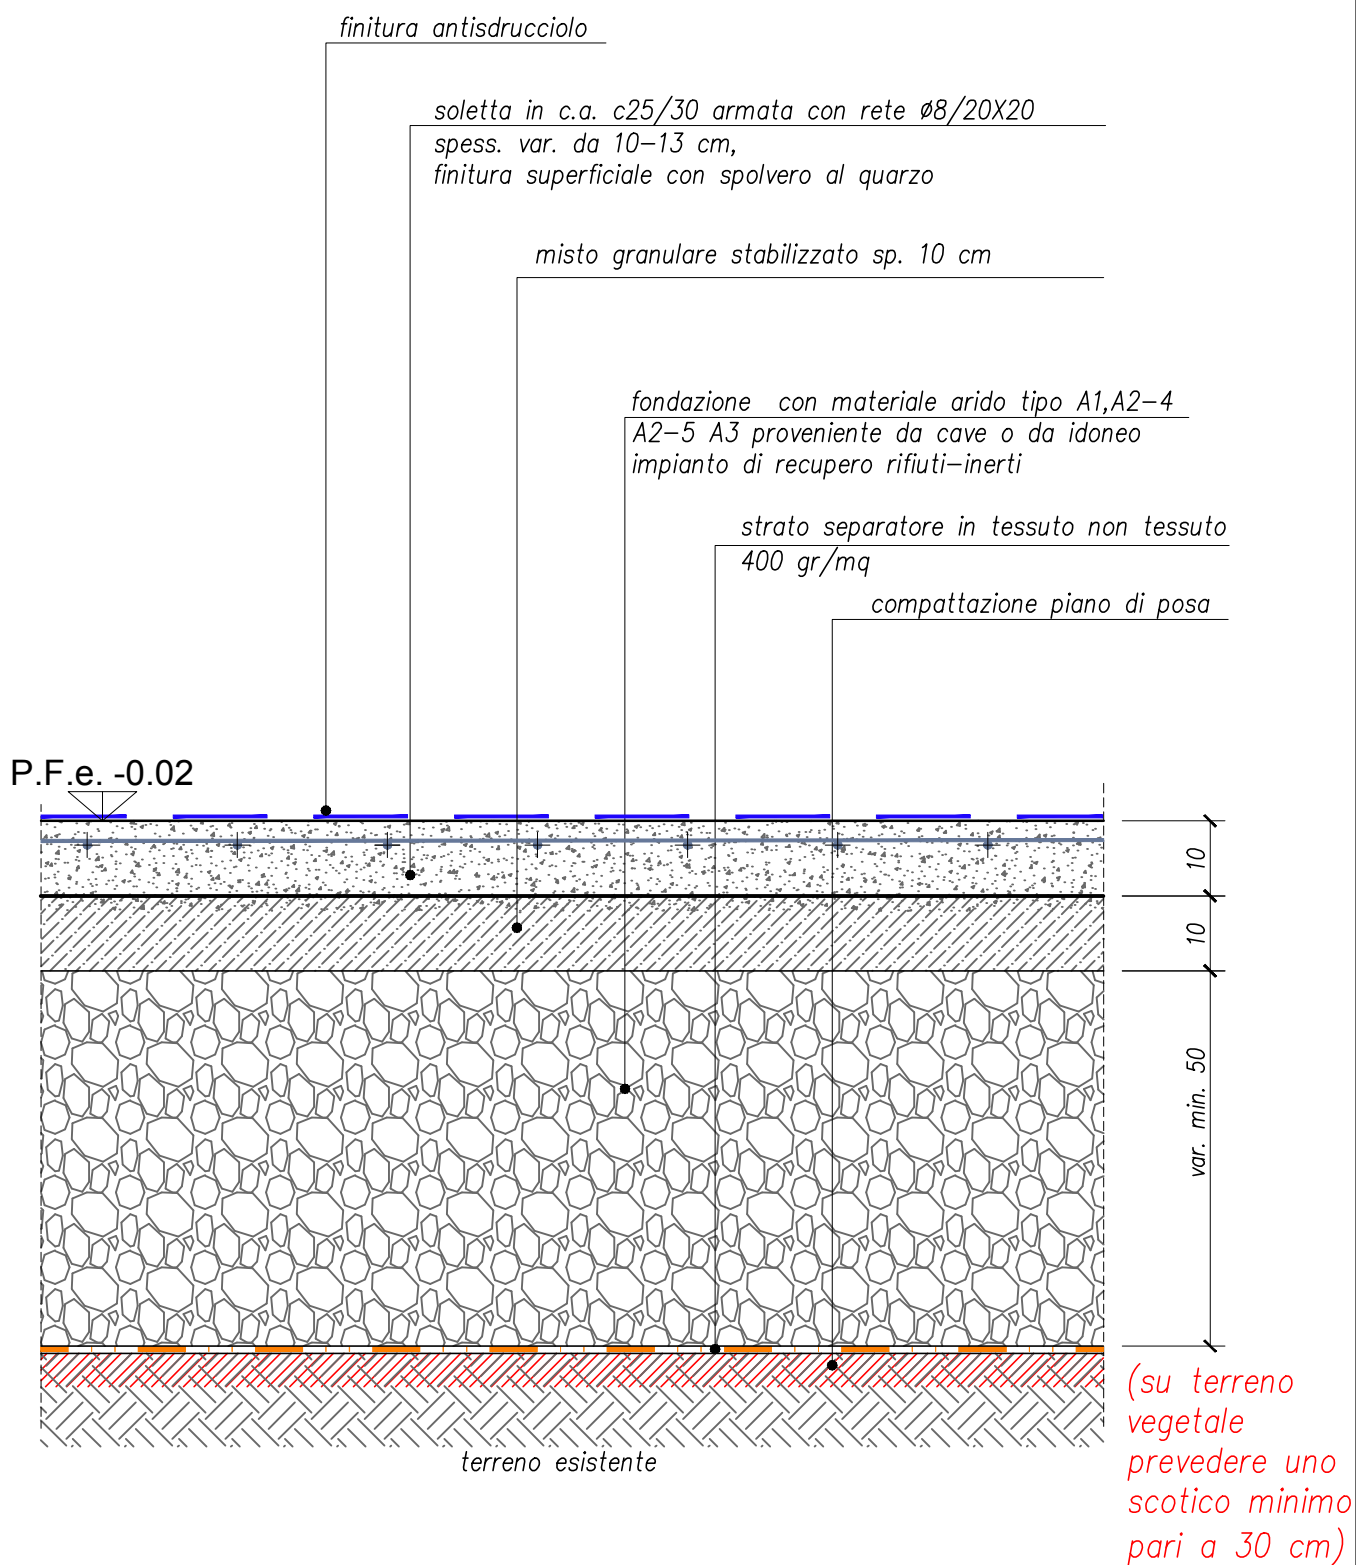 finitura antisdrucciolo
soletta in c.a. c25/30 armata con rete ø8/20X20
spess. var. da 10-13 cm,
finitura superficiale con spolvero al quarzo
misto granulare stabilizzato sp. 10 cm
fondazione con materiale arido tipo A1,A2-4
A2-5 A3 proveniente da cave o da idoneo
impianto di recupero rifiuti-inerti
strato separatore in tessuto non tessuto
400 gr/mq
compattazione piano di posa
P.F.e. -0.02
10
10
var. min. 50
(su terreno
vegetale
prevedere uno
scotico minimo
pari a 30 cm)
terreno esistente